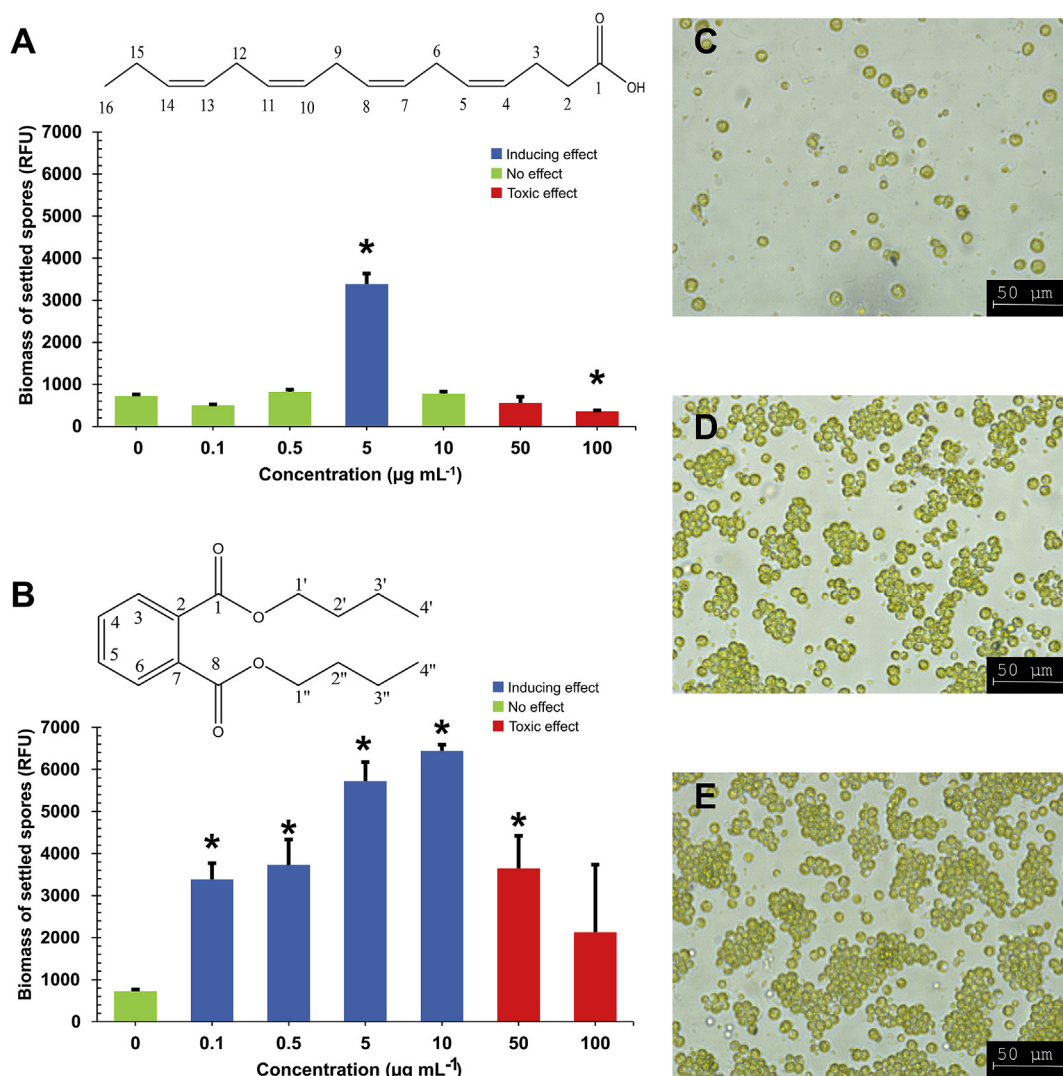 A
O
15
12
9
6
3
1
OH
16
14
13
11
10
8
7
5
4
2
7000
6000
5000
4000
3000
2000
1000
0
Biomass of settled spores (RFU)
Inducing effect
No effect
Toxic effect
*
*
0 0.1 0.5 5 10 50 100
Concentration (µg mL-1)
B
O
1' 3'
2 2' 4'
3 1 O
4
5
6 8 O 4''
7 2''
1'' 3''
O
Inducing effect
No effect
Toxic effect
7000
6000
5000
4000
3000
2000
1000
0
Biomass of settled spores (RFU)
* * * * *
0 0.1 0.5 5 10 50 100
Concentration (µg mL-1)
C
50 µm
D
50 µm
E
50 µm